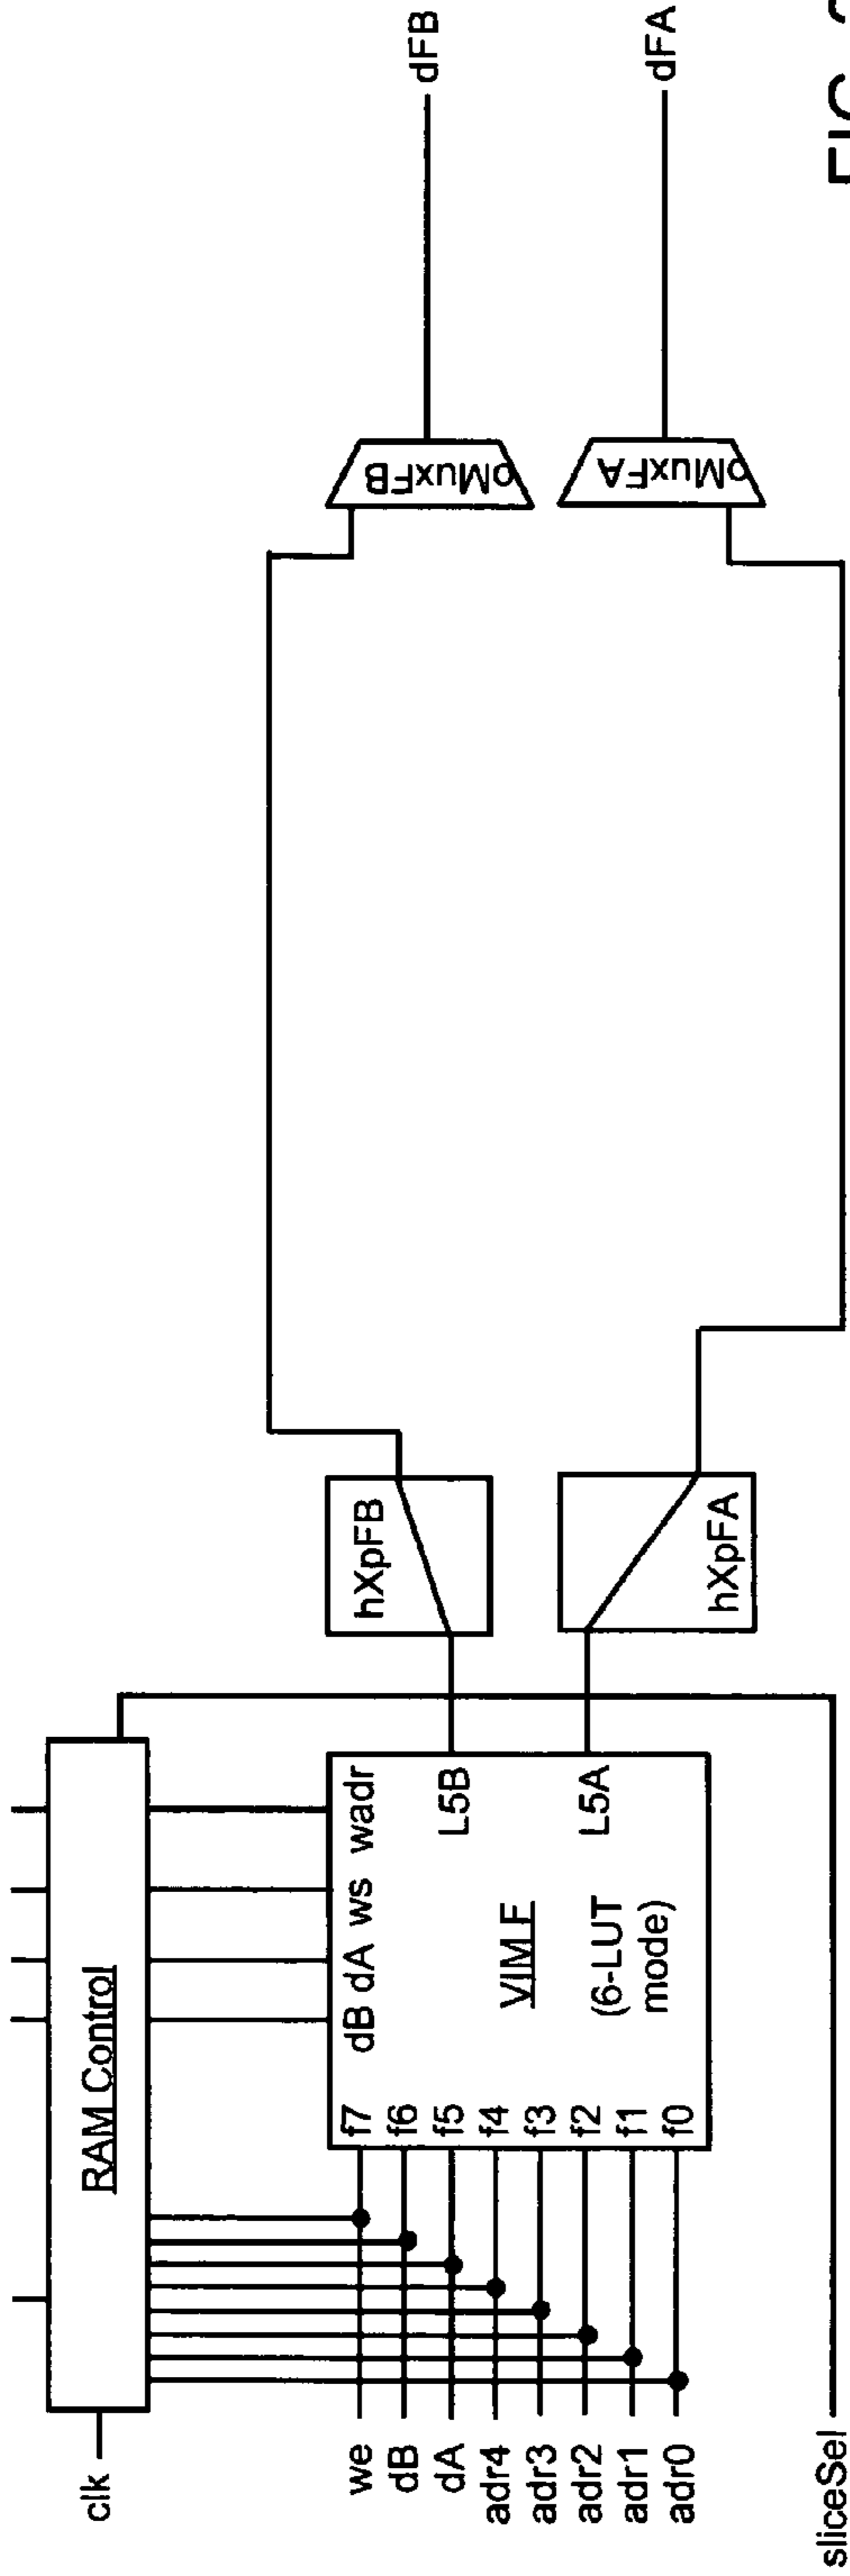 clk
RAM Control
we
dB
dA
adr4
adr3
adr2
adr1
adr0
sliceSel
f7
f6
f5
f4
f3
f2
f1
f0
dB dA ws wadr
VIM F
(6-LUT
mode)
L5B
L5A
hXpFB
hXpFA
oMuxFB
oMuxFA
dFB
dFA